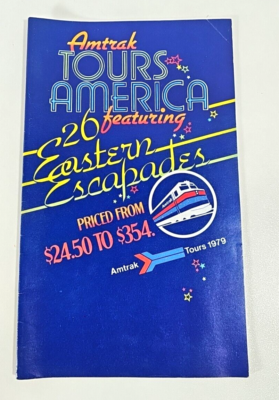 Amtrak
TOURS
AMERICA
26 featuring
Eastern
Escapades
PRICED FROM
$24.50 TO $354.
Amtrak Tours 1979